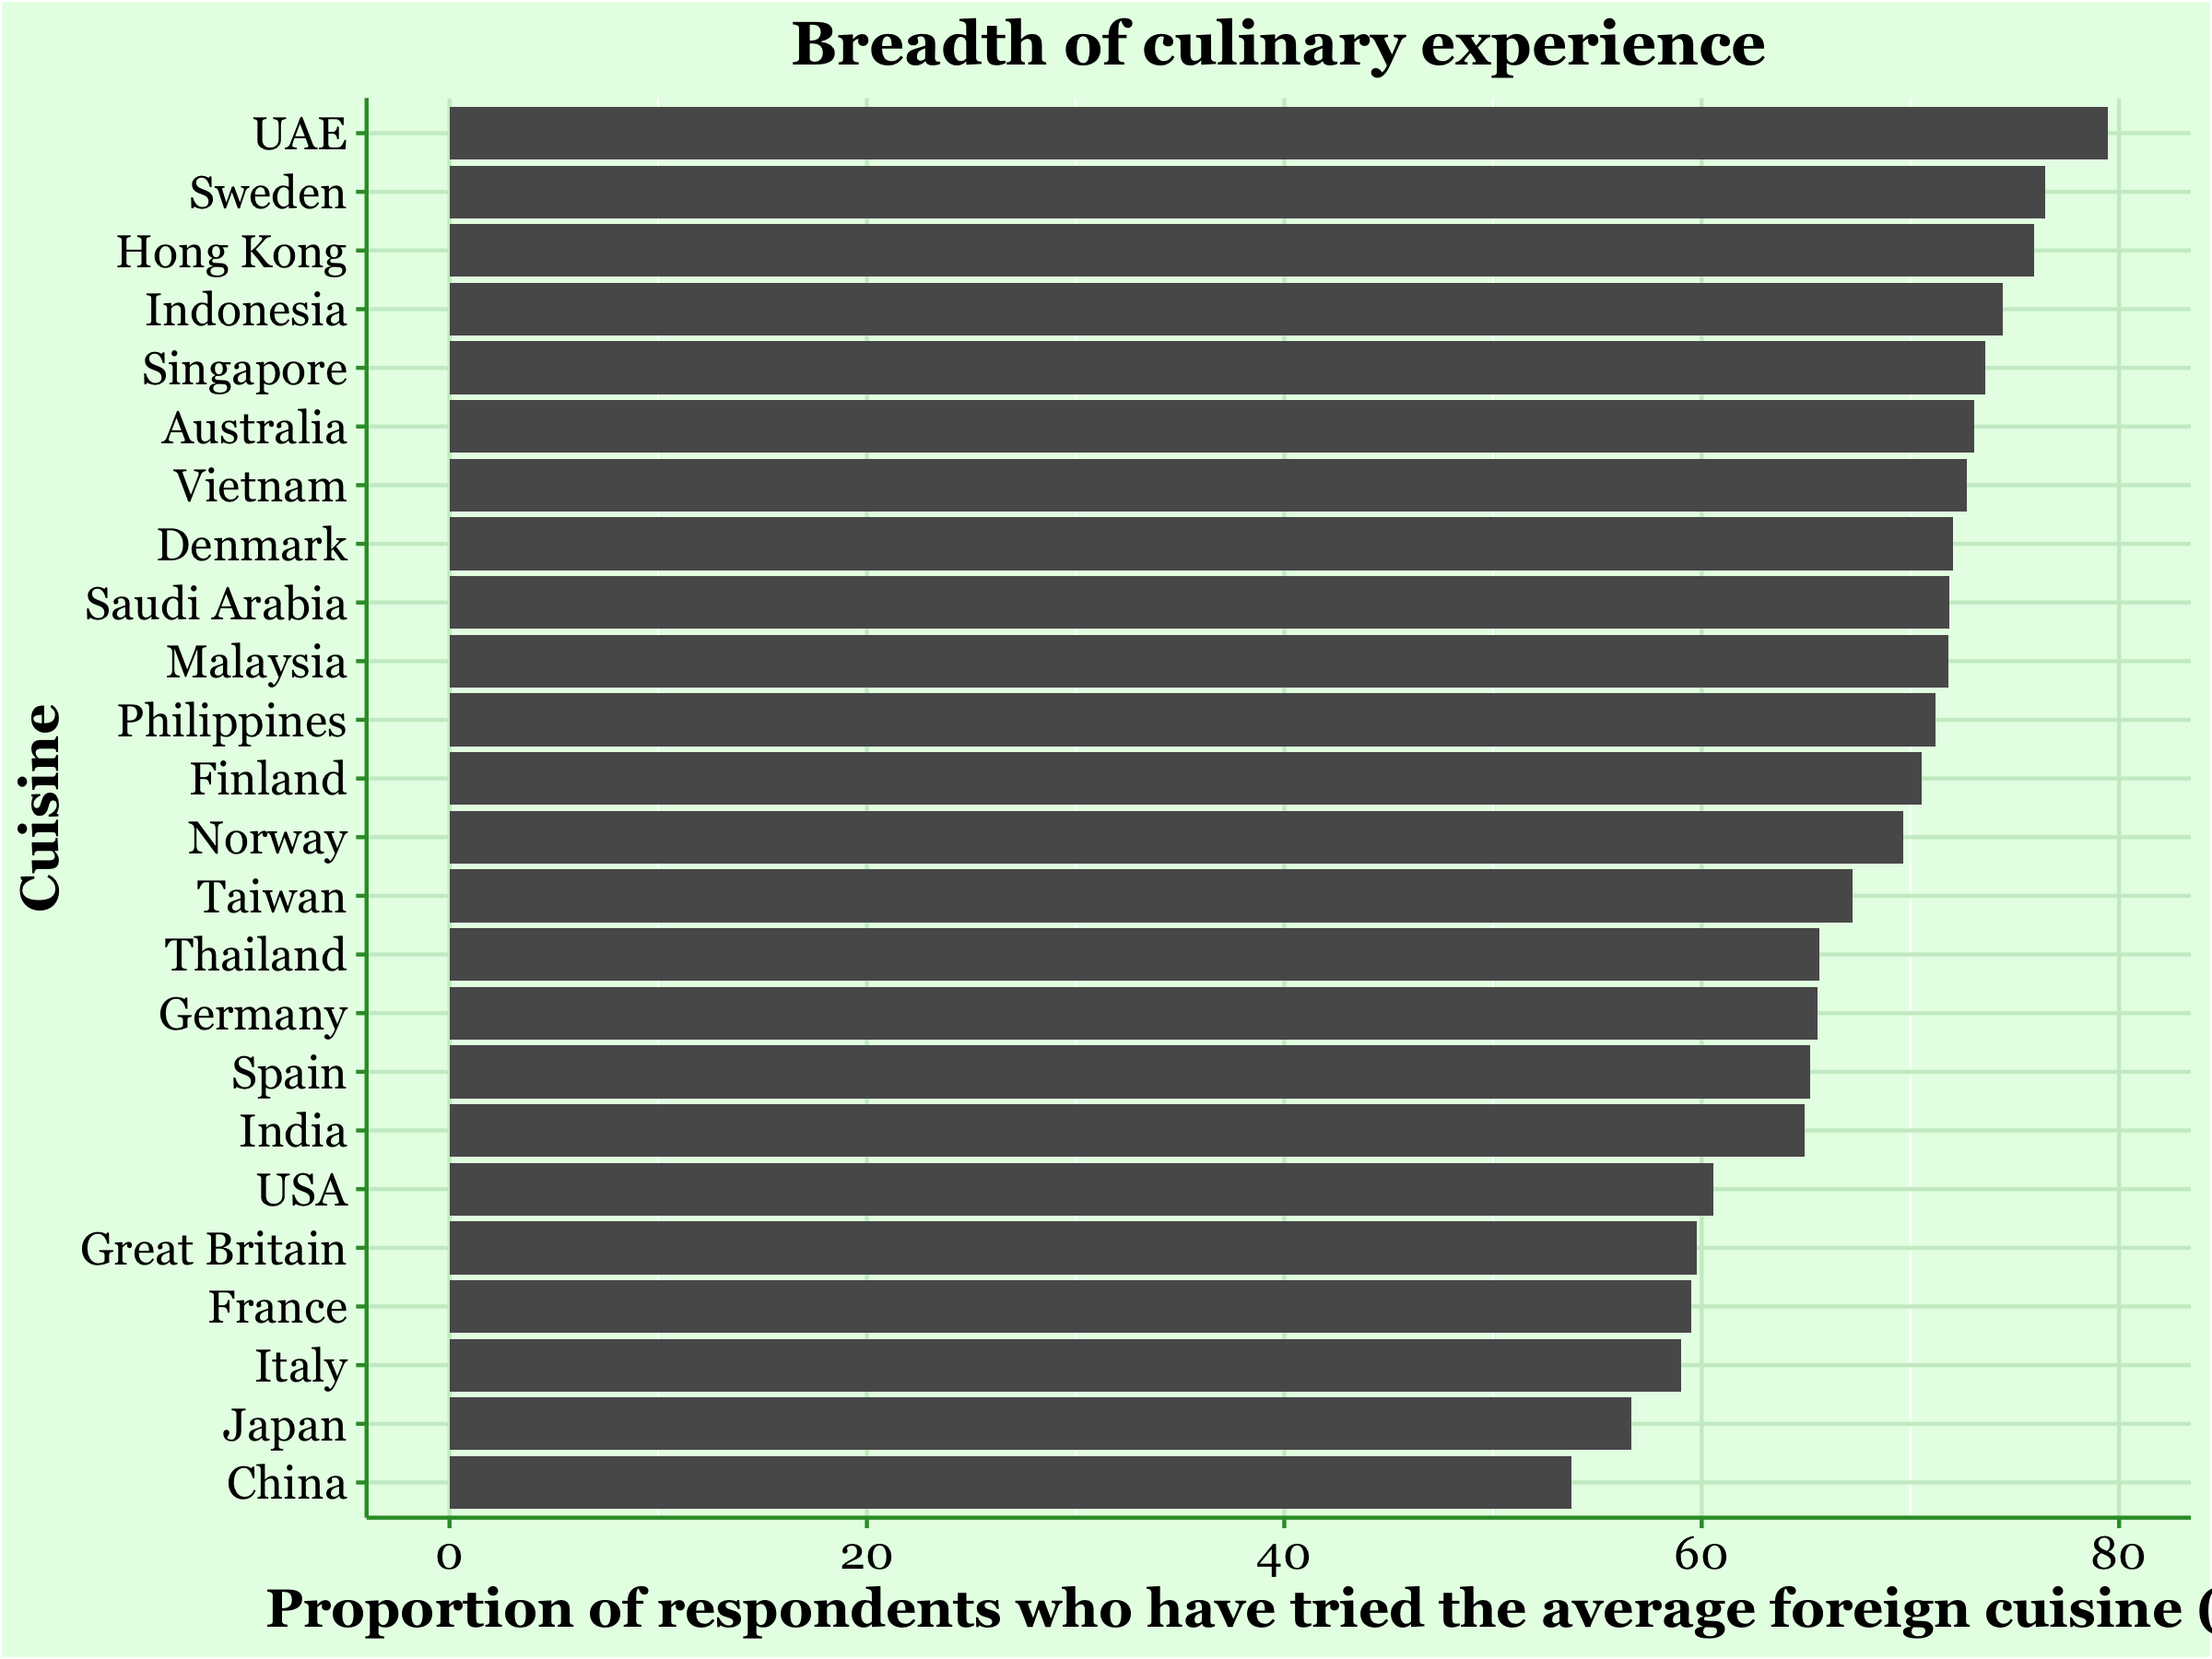 Breadth of culinary experience
Cuisine
UAE
Sweden
Hong Kong
Indonesia
Singapore
Australia
Vietnam
Denmark
Saudi Arabia
Malaysia
Philippines
Finland
Norway
Taiwan
Thailand
Germany
Spain
India
USA
Great Britain
France
Italy
Japan
China
0 20 40 60 80
Proportion of respondents who have tried the average foreign cuisine (